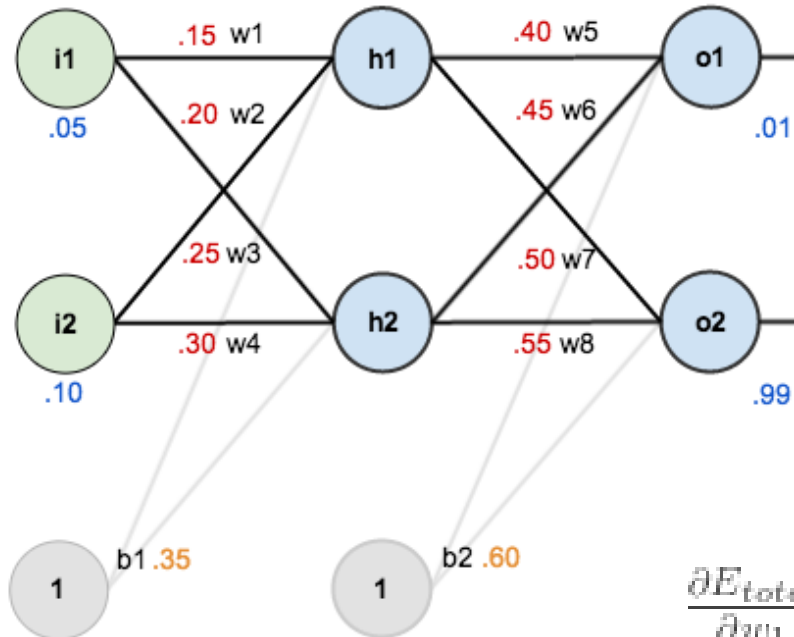 .15 w1
.40 w5
i1
h1
o1
.20 w2
.45 w6
.05
.01
.25 w3
.50 w7
i2
h2
o2
.30 w4
.55 w8
.10
.99
b1 .35
b2 .60
1
1